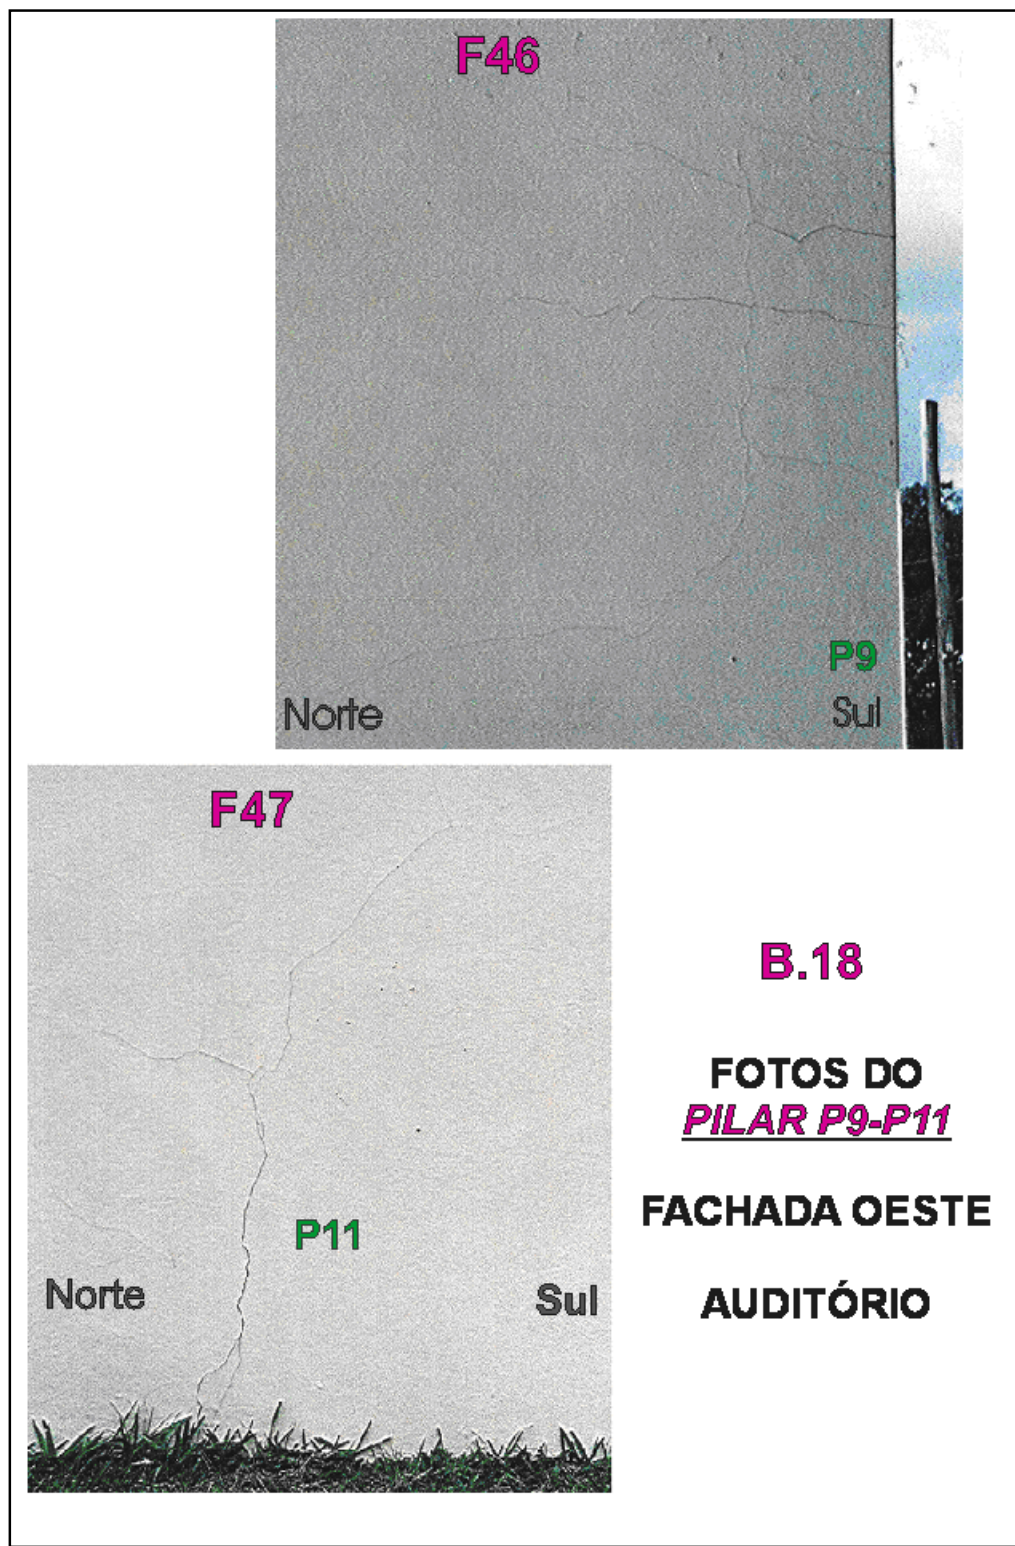 F46
P9
Norte
Sul
F47
P11
Norte
Sul
B.18
FOTOS DO
PILAR P9-P11
FACHADA OESTE
AUDITÓRIO